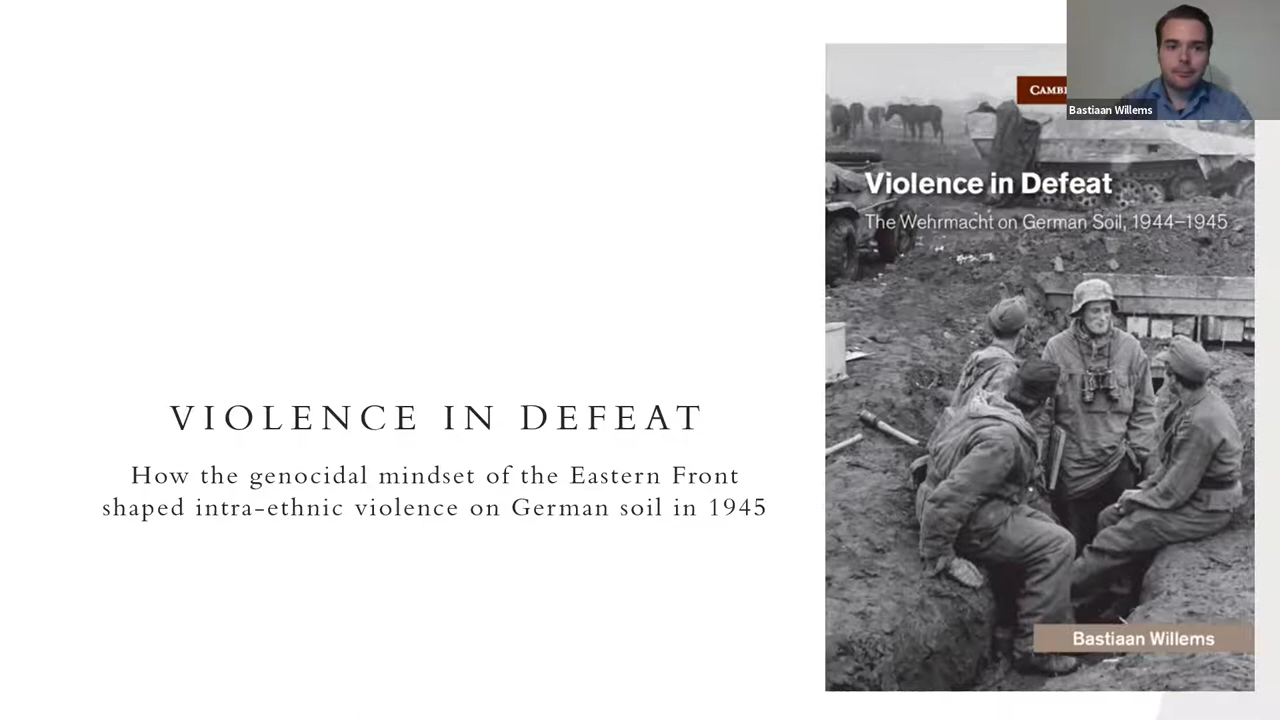 VIOLENCE IN DEFEAT
How the genocidal mindset of the Eastern Front
shaped intra-ethnic violence on German soil in 1945
Violence in Defeat
The Wehrmacht on German Soil, 1944–1945
Bastiaan Willems
Bastiaan Willems